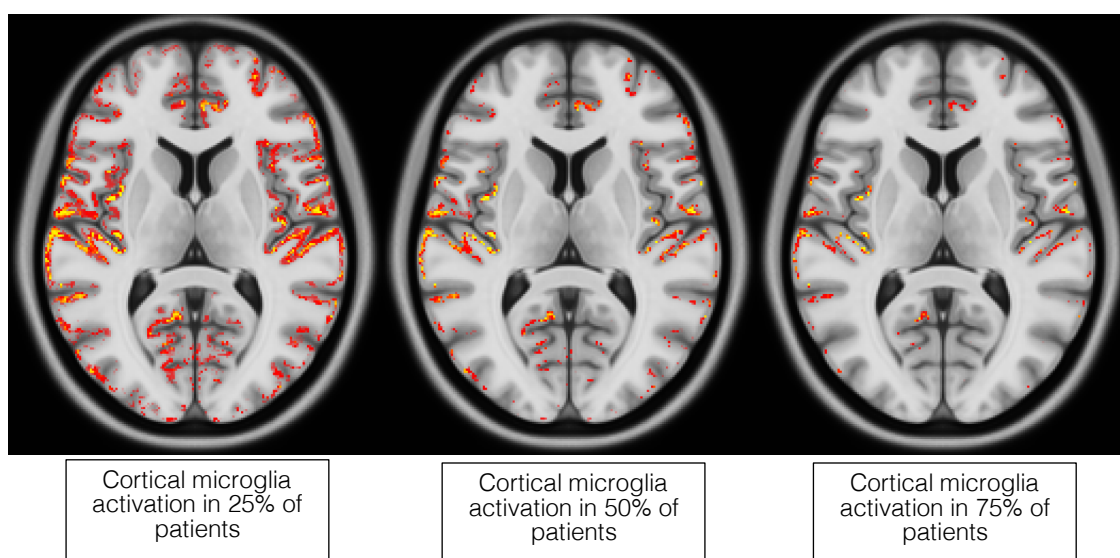 Cortical microglia
activation in 25% of
patients
Cortical microglia
activation in 50% of
patients
Cortical microglia
activation in 75% of
patients